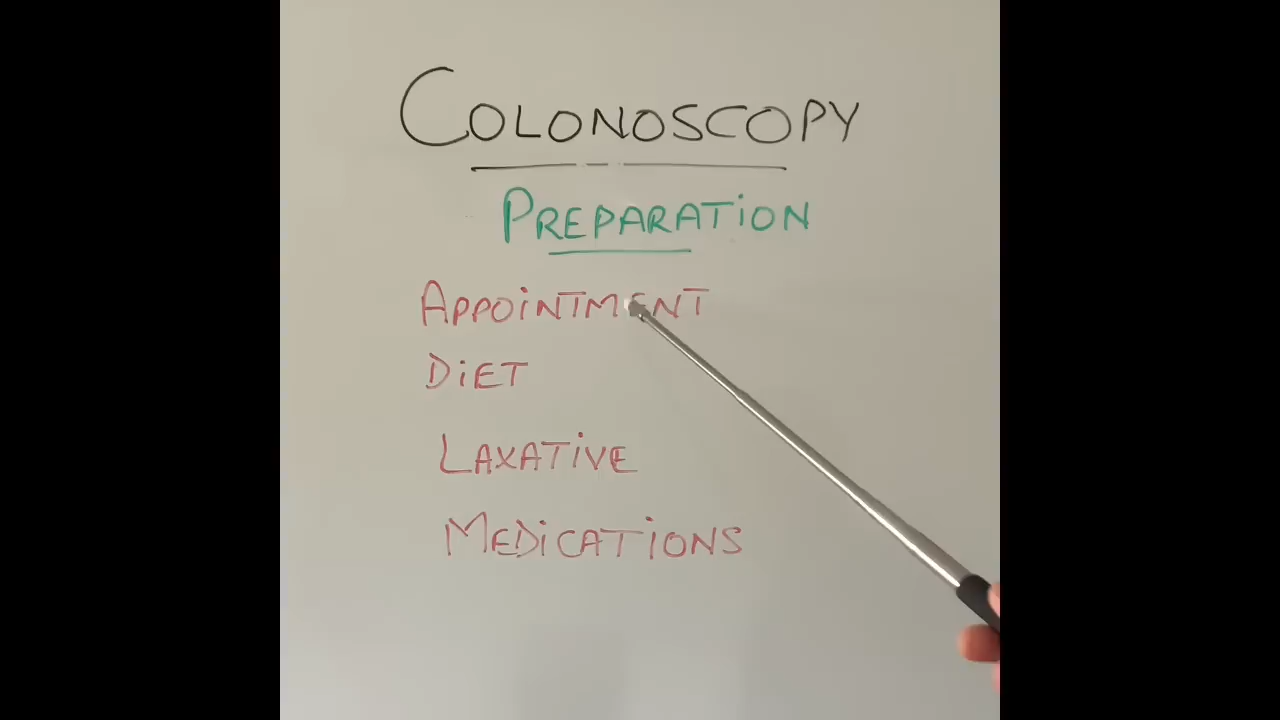 COLONOSCOPY
PREPARATiON
APPOiNTMENT
DiET
LAXATiVE
MEDiCATiONS